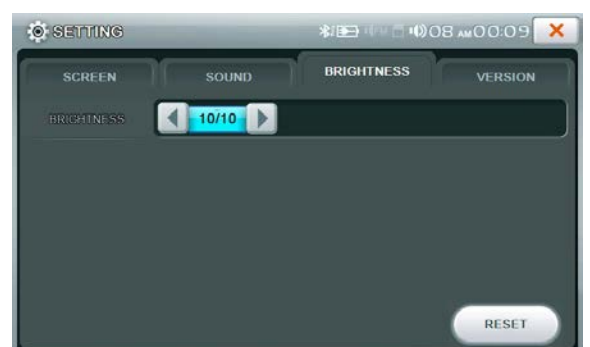 SETTING 08 AM 00:09
SCREEN SOUND BRIGHTNESS VERSION
BRIGHTNESS 10/10
RESET